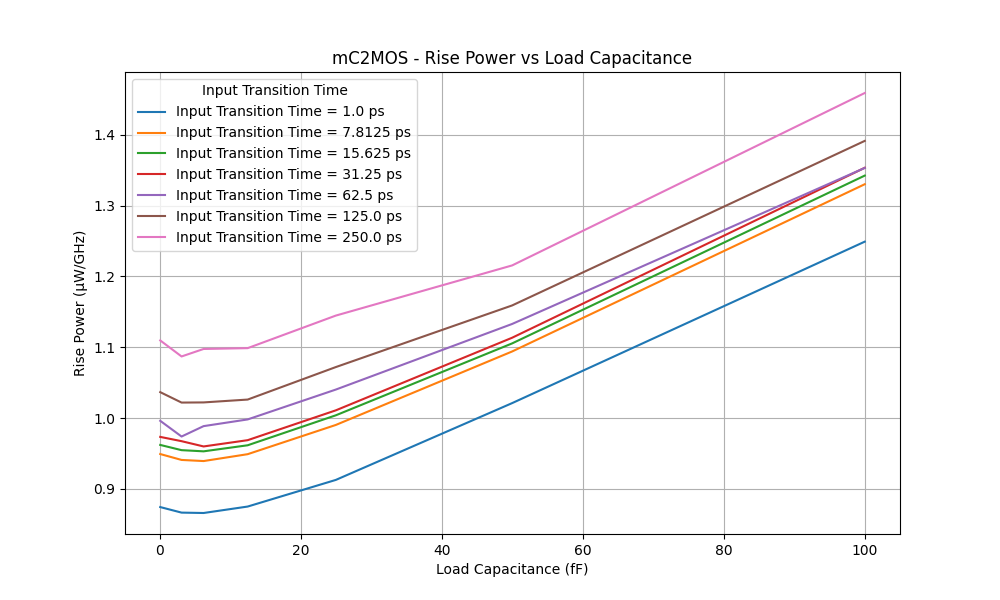 mC2MOS - Rise Power vs Load Capacitance
Input Transition Time
Input Transition Time = 1.0 ps
Input Transition Time = 7.8125 ps
Input Transition Time = 15.625 ps
Input Transition Time = 31.25 ps
Input Transition Time = 62.5 ps
Input Transition Time = 125.0 ps
Input Transition Time = 250.0 ps
Rise Power (μW/GHz)
1.4
1.3
1.2
1.1
1.0
0.9
0 20 40 60 80 100
Load Capacitance (fF)